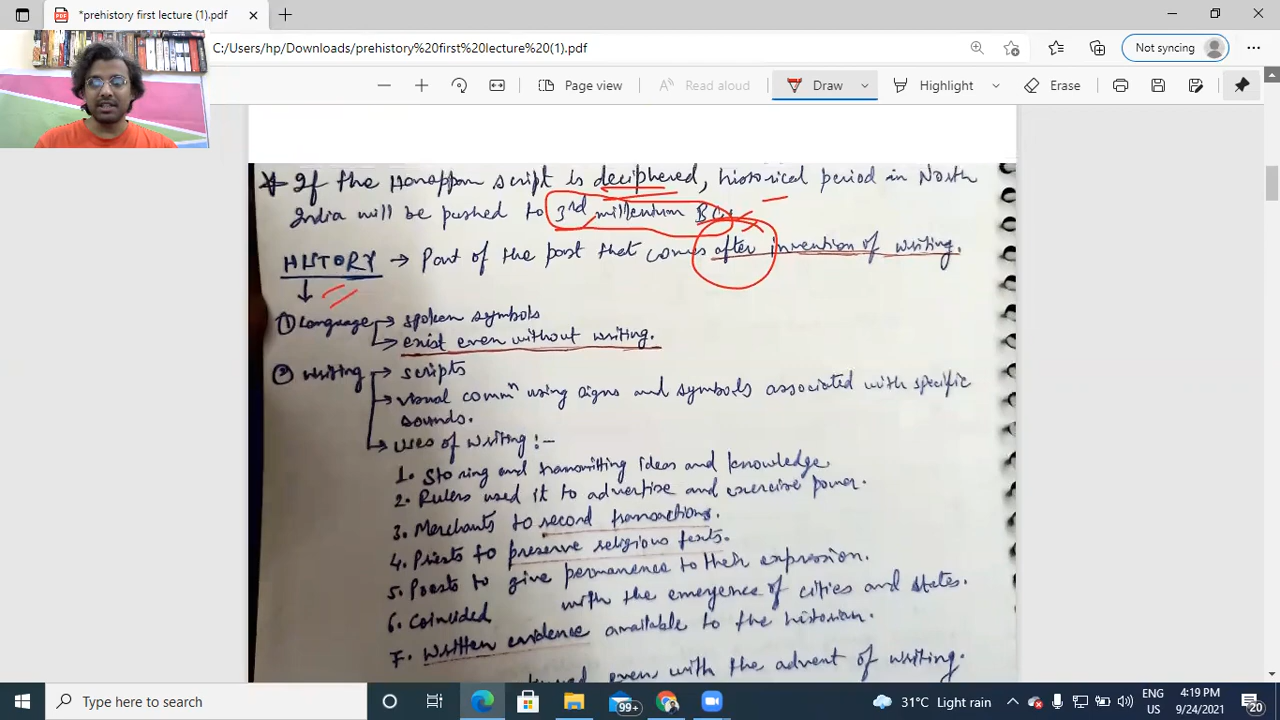 *prehistory first lecture (1).pdf
C:/Users/hp/Downloads/prehistory%20first%20lecture%20(1).pdf
Not syncing
Page view
Read aloud
Draw
Highlight
Erase
If the Harappan script is deciphered, historical period in North
India will be pushed to 3rd millenium BC.
HISTORY → Part of the past that comes after invention of writing.
① Language → spoken symbols
→ exist even without writing.
② Writing → scripts
→ visual commⁿ using signs and symbols associated with specific
sounds.
→ Uses of writing :-
1. Storing and transmitting ideas and knowledge
2. Rulers used it to advertise and exercise power.
3. Merchants to record transactions.
4. Priests to preserve religious texts.
5. Poests to give permanence to their expression.
6. Coincided with the emergence of cities and states.
7. Written evidence available to the historian.
even with the advent of writing.
Type here to search
99+
31°C Light rain
ENG
US
4:19 PM
9/24/2021
20